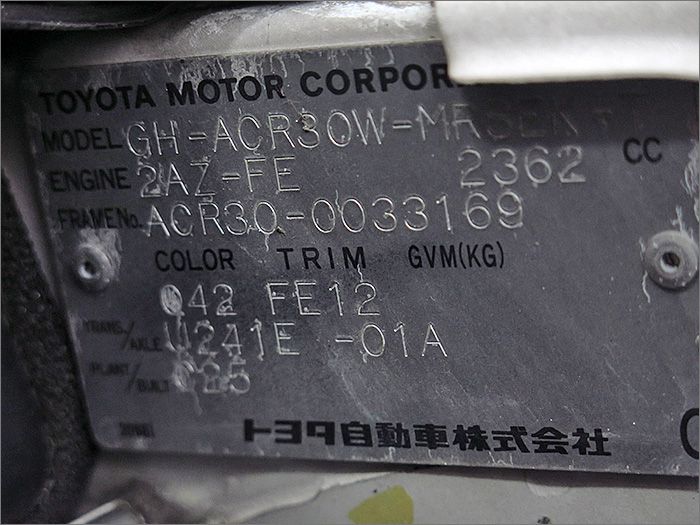 TOYOTA MOTOR CORPOR
MODEL GH-ACR30W-MRSEK
ENGINE 2AZ-FE 2362 CC
FRAME No. ACR30-0033169
COLOR TRIM GVM(KG)
042 FE12
TRANS./AXLE U241E -01A
PLANT/BUILT
トヨタ自動車株式会社